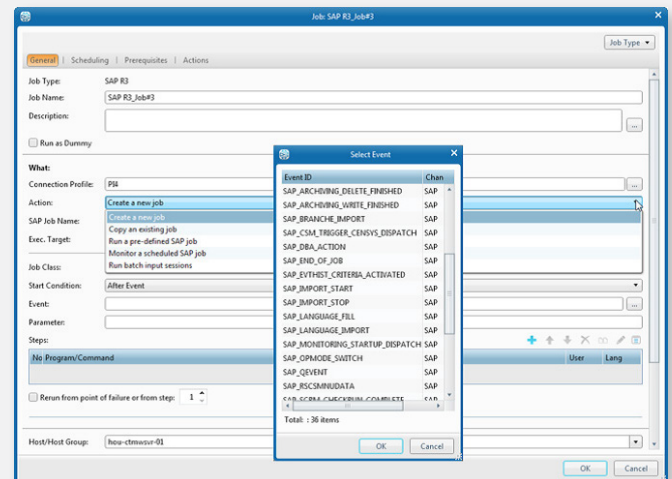 Job: SAP R3_Job#3
Job Type
General | Scheduling | Prerequisites | Actions
Job Type: SAP R3
Job Name: SAP R3_Job#3
Description:
...
Run as Dummy
What:
Connection Profile: PI4 ...
Action: Create a new job
Create a new job
Copy an existing job
Run a pre-defined SAP job
Monitor a scheduled SAP job
Run batch input sessions
SAP Job Name:
Exec. Target:
Job Class:
Start Condition: After Event
Event: ...
Parameter:
Steps:
No Program/Command User Lang
Rerun from point of failure or from step: 1
Host/Host Group: hou-ctmwsvr-01
OK Cancel
Select Event
Event ID Chan
SAP_ARCHIVING_DELETE_FINISHED SAP
SAP_ARCHIVING_WRITE_FINISHED SAP
SAP_BRANCHE_IMPORT SAP
SAP_CSM_TRIGGER_CENSYS_DISPATCH SAP
SAP_DBA_ACTION SAP
SAP_END_OF_JOB SAP
SAP_EVTHIST_CRITERIA_ACTIVATED SAP
SAP_IMPORT_START SAP
SAP_IMPORT_STOP SAP
SAP_LANGUAGE_FILL SAP
SAP_LANGUAGE_IMPORT SAP
SAP_MONITORING_STARTUP_DISPATCH SAP
SAP_OPMODE_SWITCH SAP
SAP_QEVENT SAP
SAP_RSCSMNUDATA SAP
SAP_SCRM_CHECKRUN_COMPLETE SAP
Total: : 36 items
OK Cancel